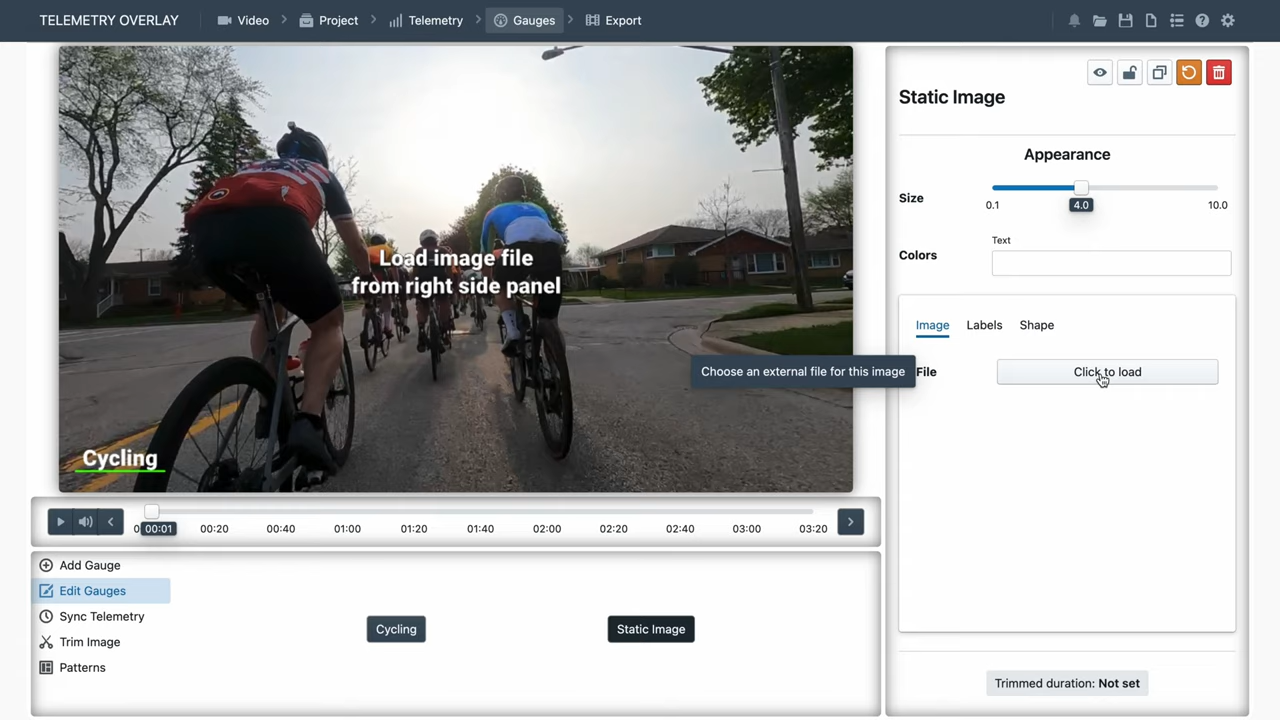 TELEMETRY OVERLAY
Video
Project
Telemetry
Gauges
Export
Load image file
from right side panel
Cycling
00:01
00:20
00:40
01:00
01:20
01:40
02:00
02:20
02:40
03:00
03:20
Add Gauge
Edit Gauges
Sync Telemetry
Trim Image
Patterns
Cycling
Static Image
Static Image
Appearance
Size
0.1
4.0
10.0
Colors
Text
Image
Labels
Shape
Choose an external file for this image
File
Click to load
Trimmed duration: Not set